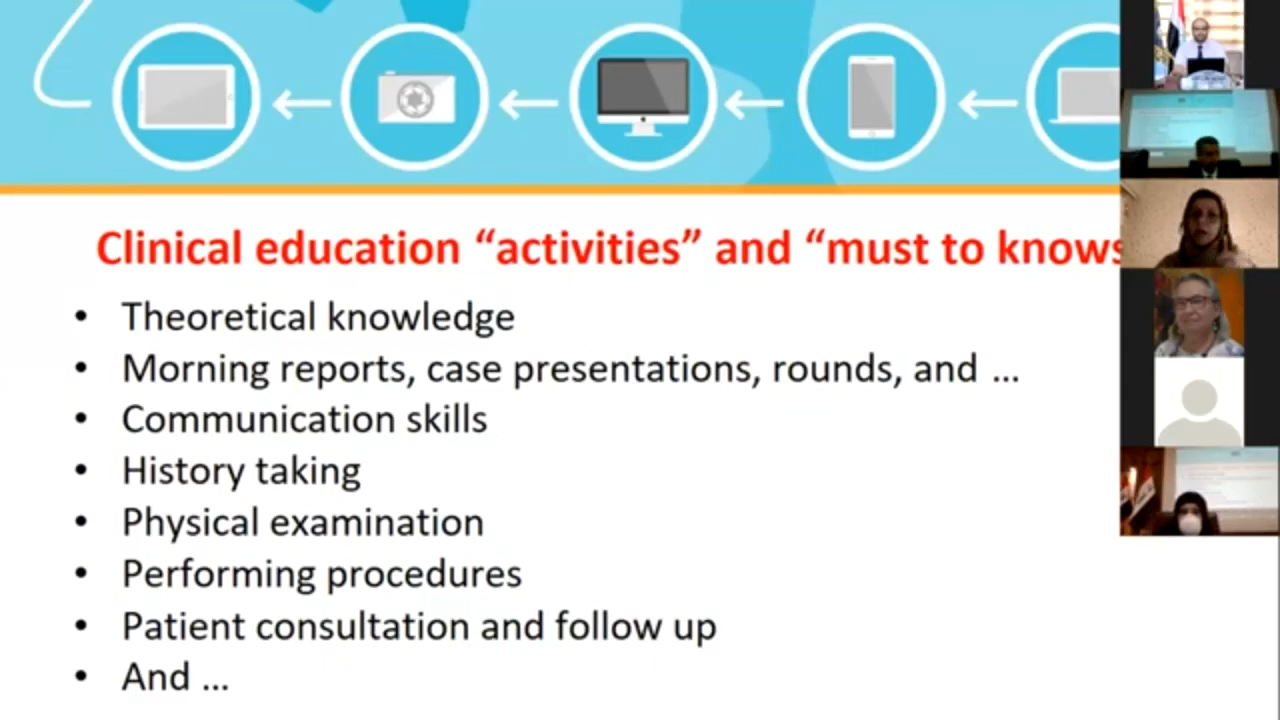 Clinical education “activities” and “must to knows
• Theoretical knowledge
• Morning reports, case presentations, rounds, and ...
• Communication skills
• History taking
• Physical examination
• Performing procedures
• Patient consultation and follow up
• And ...